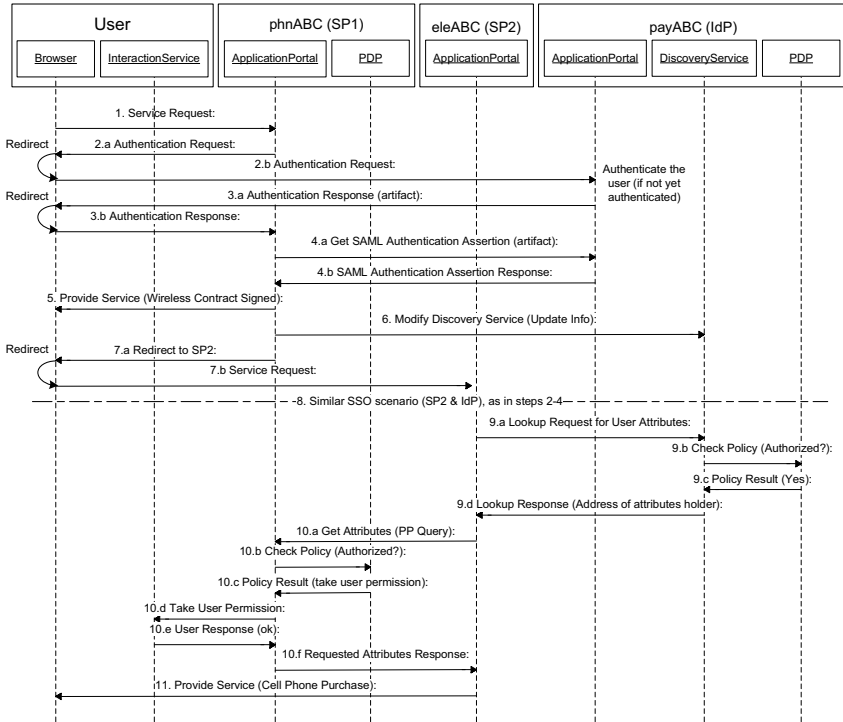 User
phnABC (SP1)
eleABC (SP2)
payABC (IdP)
Browser
InteractionService
ApplicationPortal
PDP
ApplicationPortal
ApplicationPortal
DiscoveryService
PDP
1. Service Request:
Redirect
2.a Authentication Request:
2.b Authentication Request:
Authenticate the
user (if not yet
authenticated)
Redirect
3.a Authentication Response (artifact):
3.b Authentication Response:
4.a Get SAML Authentication Assertion (artifact):
4.b SAML Authentication Assertion Response:
5. Provide Service (Wireless Contract Signed):
6. Modify Discovery Service (Update Info):
Redirect
7.a Redirect to SP2:
7.b Service Request:
8. Similar SSO scenario (SP2 & IdP), as in steps 2-4
9.a Lookup Request for User Attributes:
9.b Check Policy (Authorized?):
9.c Policy Result (Yes):
9.d Lookup Response (Address of attributes holder):
10.a Get Attributes (PP Query):
10.b Check Policy (Authorized?):
10.c Policy Result (take user permission):
10.d Take User Permission:
10.e User Response (ok):
10.f Requested Attributes Response:
11. Provide Service (Cell Phone Purchase):